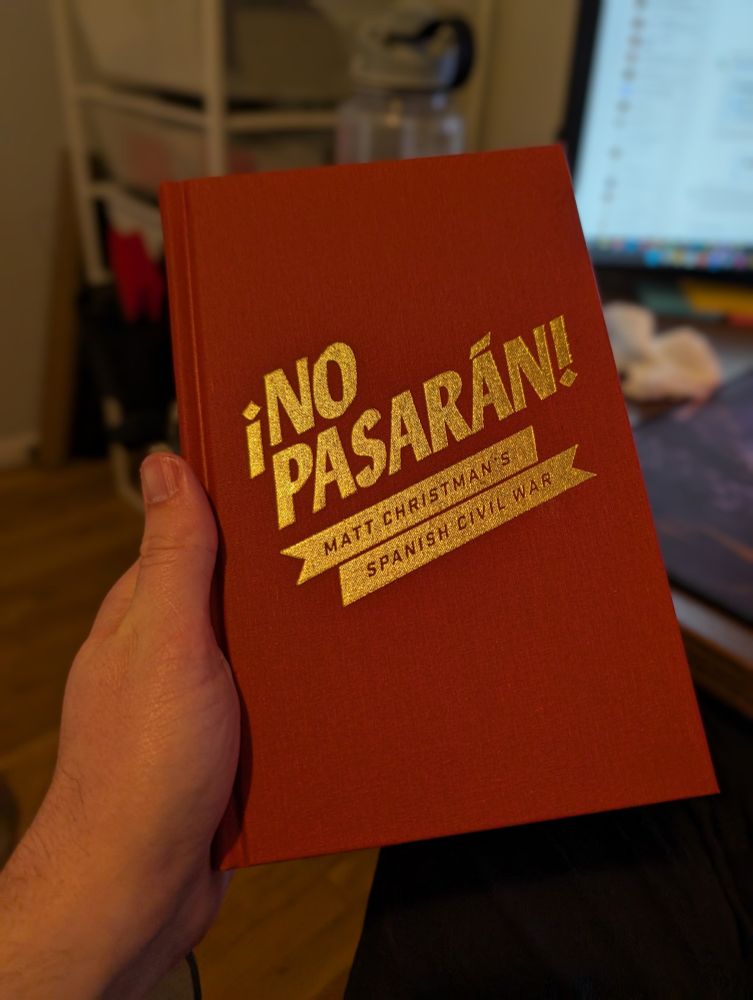 ¡NO
PASARÁN!
MATT CHRISTMAN'S
SPANISH CIVIL WAR